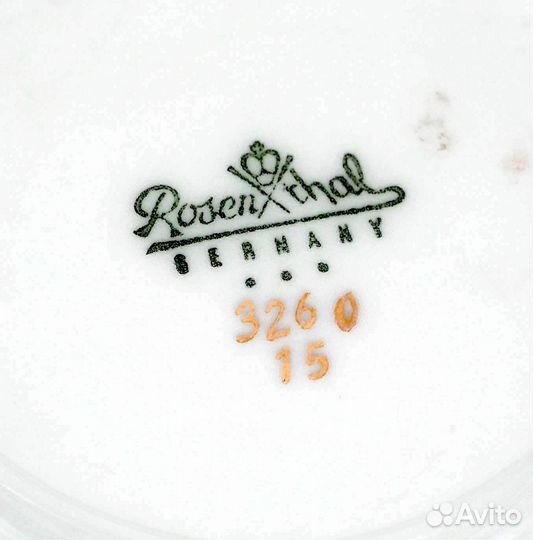 Rosenthal
GERMANY
3260
15
Avito